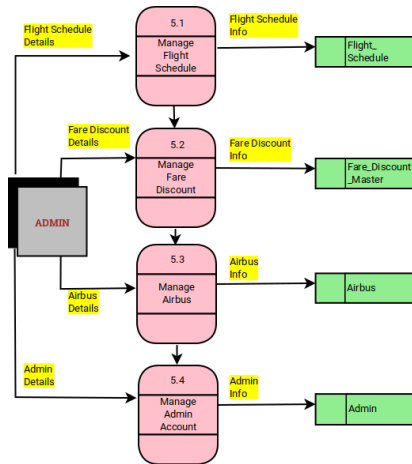 Flight Schedule
Details
5.1
Manage
Flight
Schedule
Flight Schedule
Info
Flight_
Schedule
Fare Discount
Details
5.2
Manage
Fare
Discount
Fare Discount
Info
Fare_Discount
_Master
ADMIN
5.3
Manage
Airbus
Airbus
Details
Airbus
Info
Airbus
Admin
Details
5.4
Manage
Admin
Account
Admin
Info
Admin